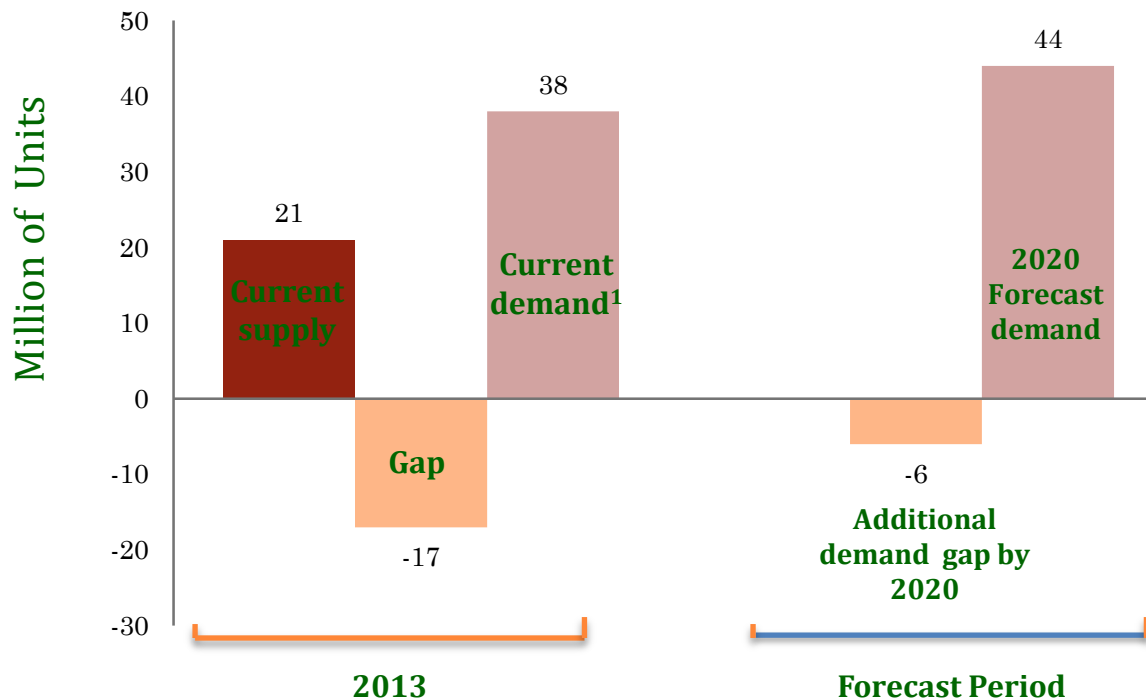 Million of Units
50
40
30
20
10
0
-10
-20
-30
21
Current
supply
Gap
-17
38
Current
demand¹
-6
Additional
demand gap by
2020
44
2020
Forecast
demand
2013
Forecast Period